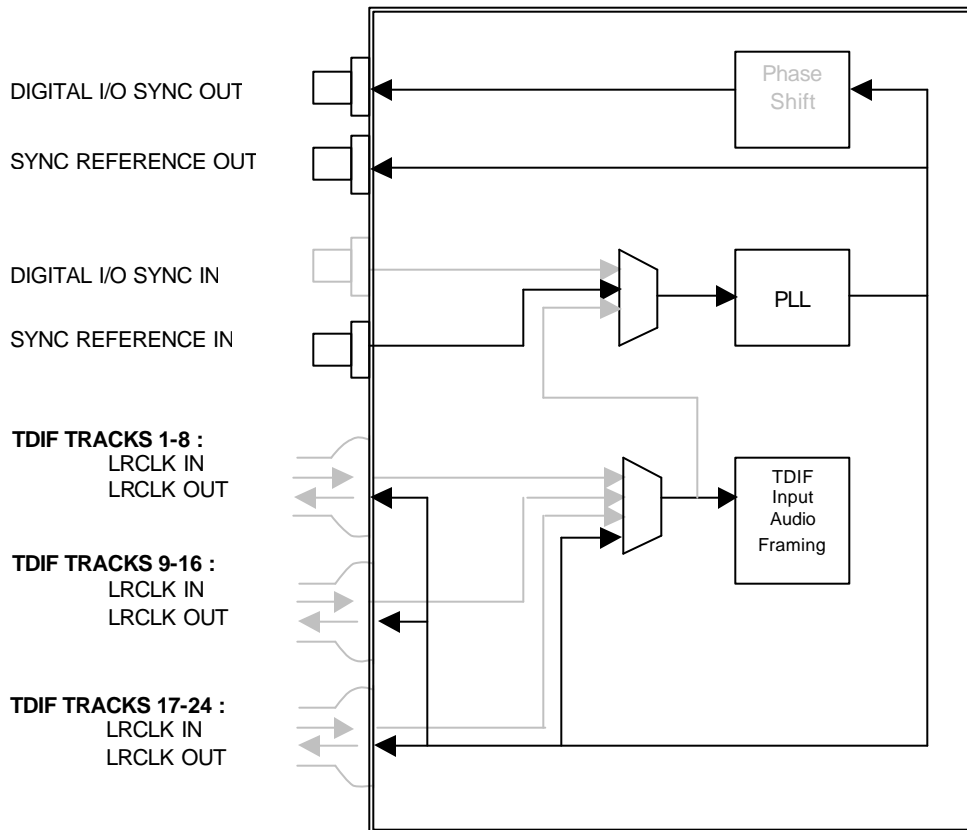 DIGITAL I/O SYNC OUT
Phase
Shift
SYNC REFERENCE OUT
DIGITAL I/O SYNC IN
PLL
SYNC REFERENCE IN
TDIF TRACKS 1-8 :
LRCLK IN
LRCLK OUT
TDIF
Input
Audio
Framing
TDIF TRACKS 9-16 :
LRCLK IN
LRCLK OUT
TDIF TRACKS 17-24 :
LRCLK IN
LRCLK OUT